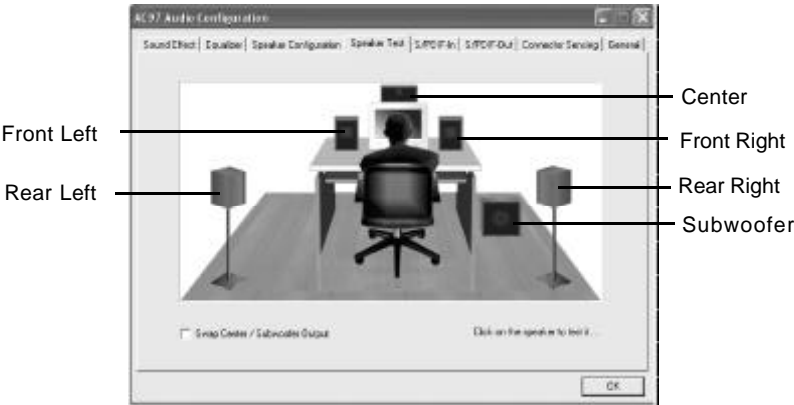 AC97 Audio Configuration
Sound Effect Equalizer Speaker Configuration Speaker Test S/PDIF-In S/PDIF-Out Connector Sensing General
Center
Front Left
Front Right
Rear Left
Rear Right
Subwoofer
Swap Center / Subwoofer Output
Click on the speaker to test it...
OK